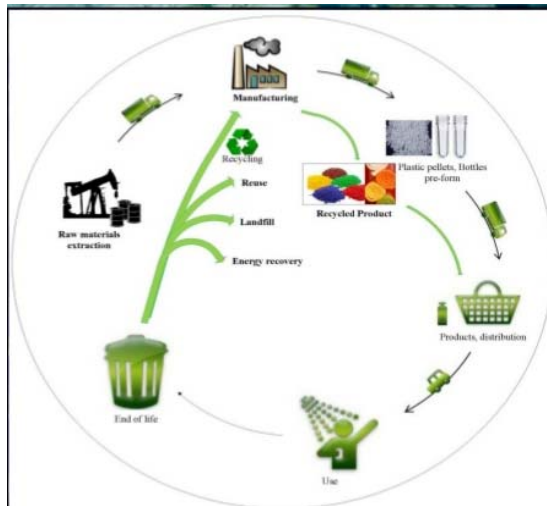 Manufacturing
Recycling
Reuse
Landfill
Energy recovery
Raw materials
extraction
Plastic pellets, Bottles
pre-form
Recycled Product
Products, distribution
End of life
Use